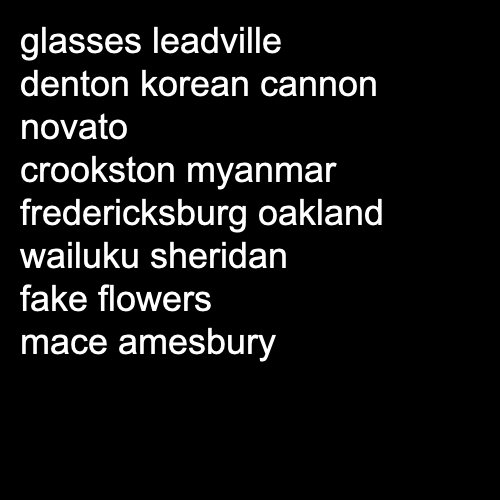 glasses leadville
denton korean cannon
novato
crookston myanmar
fredericksburg oakland
wailuku sheridan
fake flowers
mace amesbury